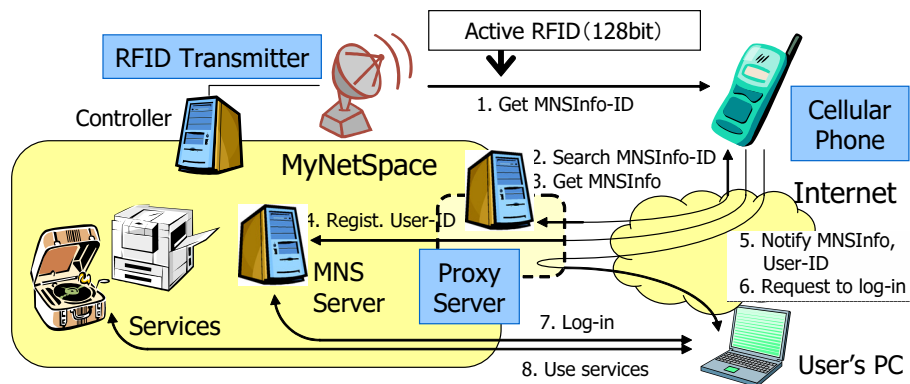 Active RFID(128bit)
RFID Transmitter
1. Get MNSInfo-ID
Controller
Cellular
Phone
MyNetSpace
2. Search MNSInfo-ID
3. Get MNSInfo
Internet
4. Regist. User-ID
5. Notify MNSInfo,
User-ID
6. Request to log-in
MNS
Server
Proxy
Server
Services
7. Log-in
8. Use services
User's PC